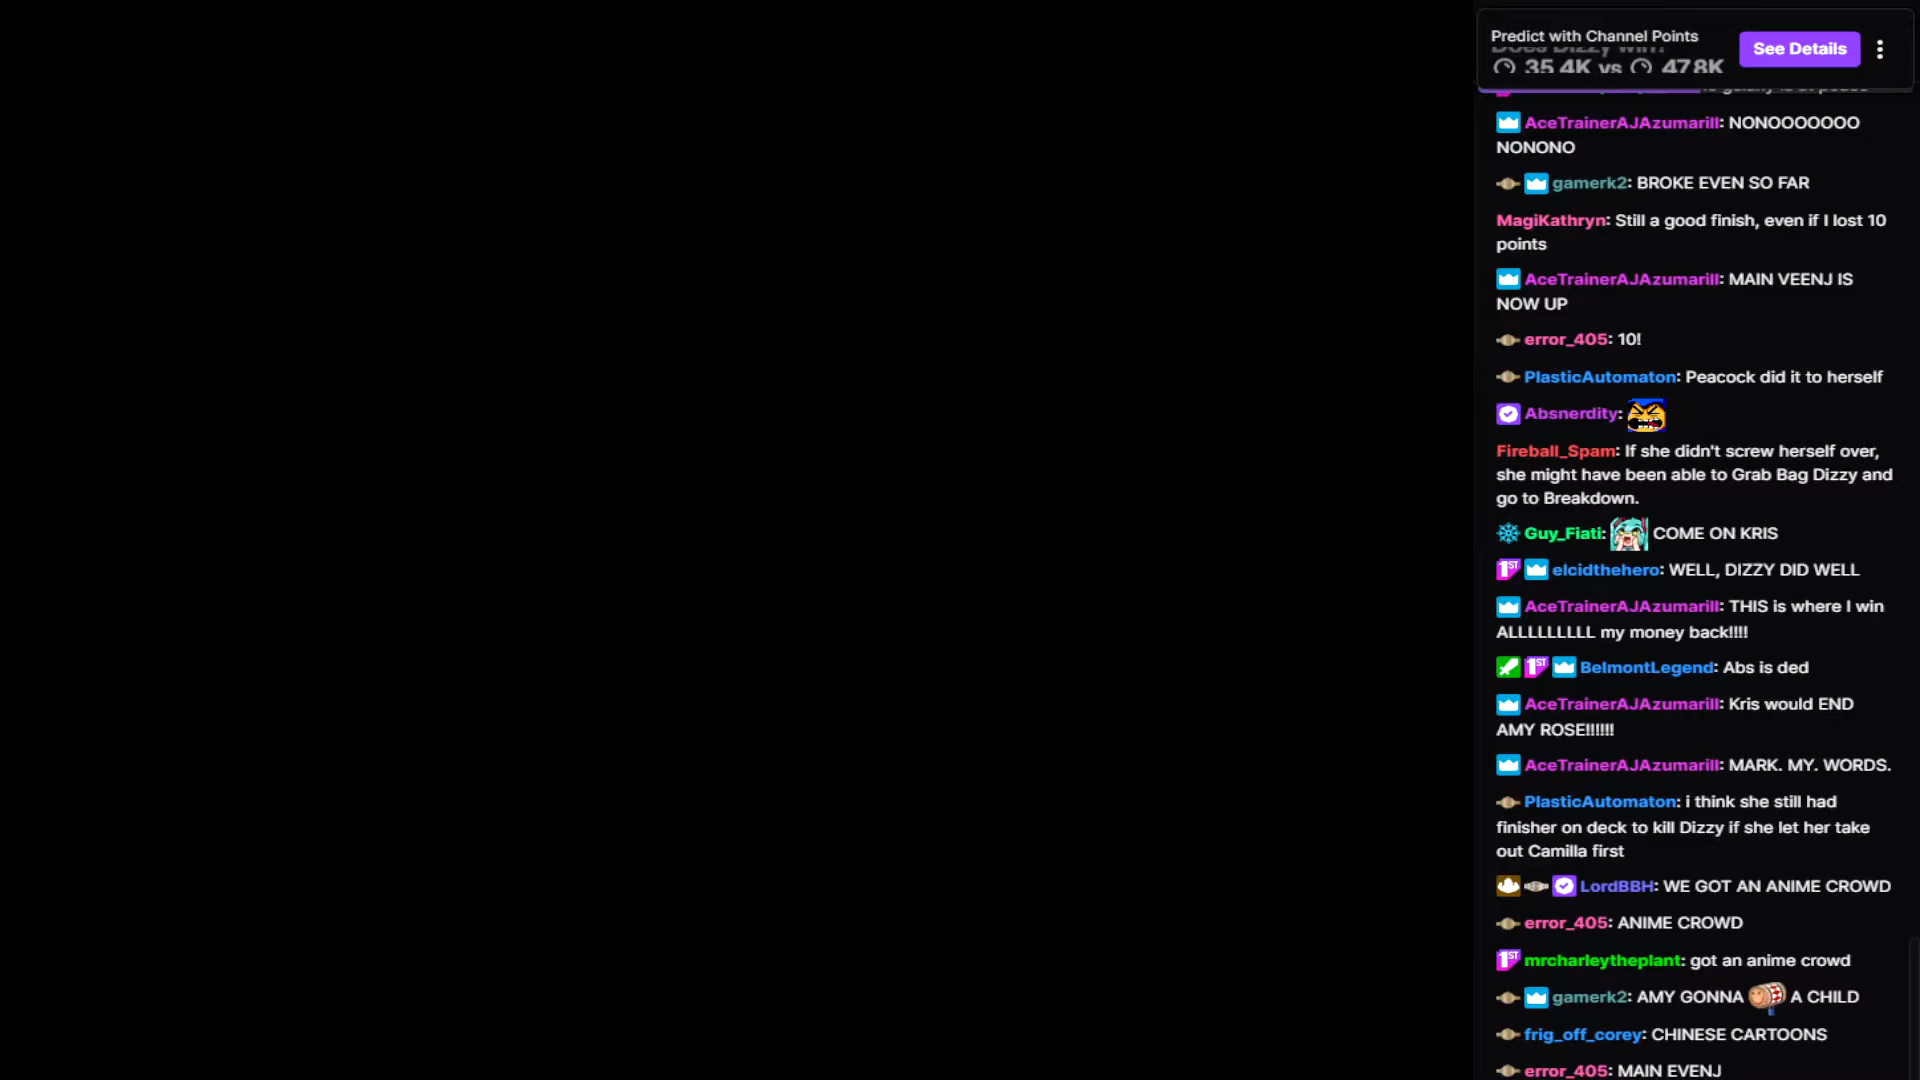 Predict with Channel Points
Does Dizzy win?
35.4K vs 478K
See Details
AceTrainerAJAzumarill: NONOOOOOOO
NONONO
gamerk2: BROKE EVEN SO FAR
MagiKathryn: Still a good finish, even if I lost 10
points
AceTrainerAJAzumarill: MAIN VEENJ IS
NOW UP
error_405: 10!
PlasticAutomaton: Peacock did it to herself
Absnerdity:
Fireball_Spam: If she didn't screw herself over,
she might have been able to Grab Bag Dizzy and
go to Breakdown.
Guy_Fiati: COME ON KRIS
1ST elcidthehero: WELL, DIZZY DID WELL
AceTrainerAJAzumarill: THIS is where I win
ALLLLLLLLL my money back!!!!
1ST BelmontLegend: Abs is ded
AceTrainerAJAzumarill: Kris would END
AMY ROSE!!!!!!
AceTrainerAJAzumarill: MARK. MY. WORDS.
PlasticAutomaton: i think she still had
finisher on deck to kill Dizzy if she let her take
out Camilla first
LordBBH: WE GOT AN ANIME CROWD
error_405: ANIME CROWD
1ST mrcharleytheplant: got an anime crowd
gamerk2: AMY GONNA A CHILD
frig_off_corey: CHINESE CARTOONS
error_405: MAIN EVENJ